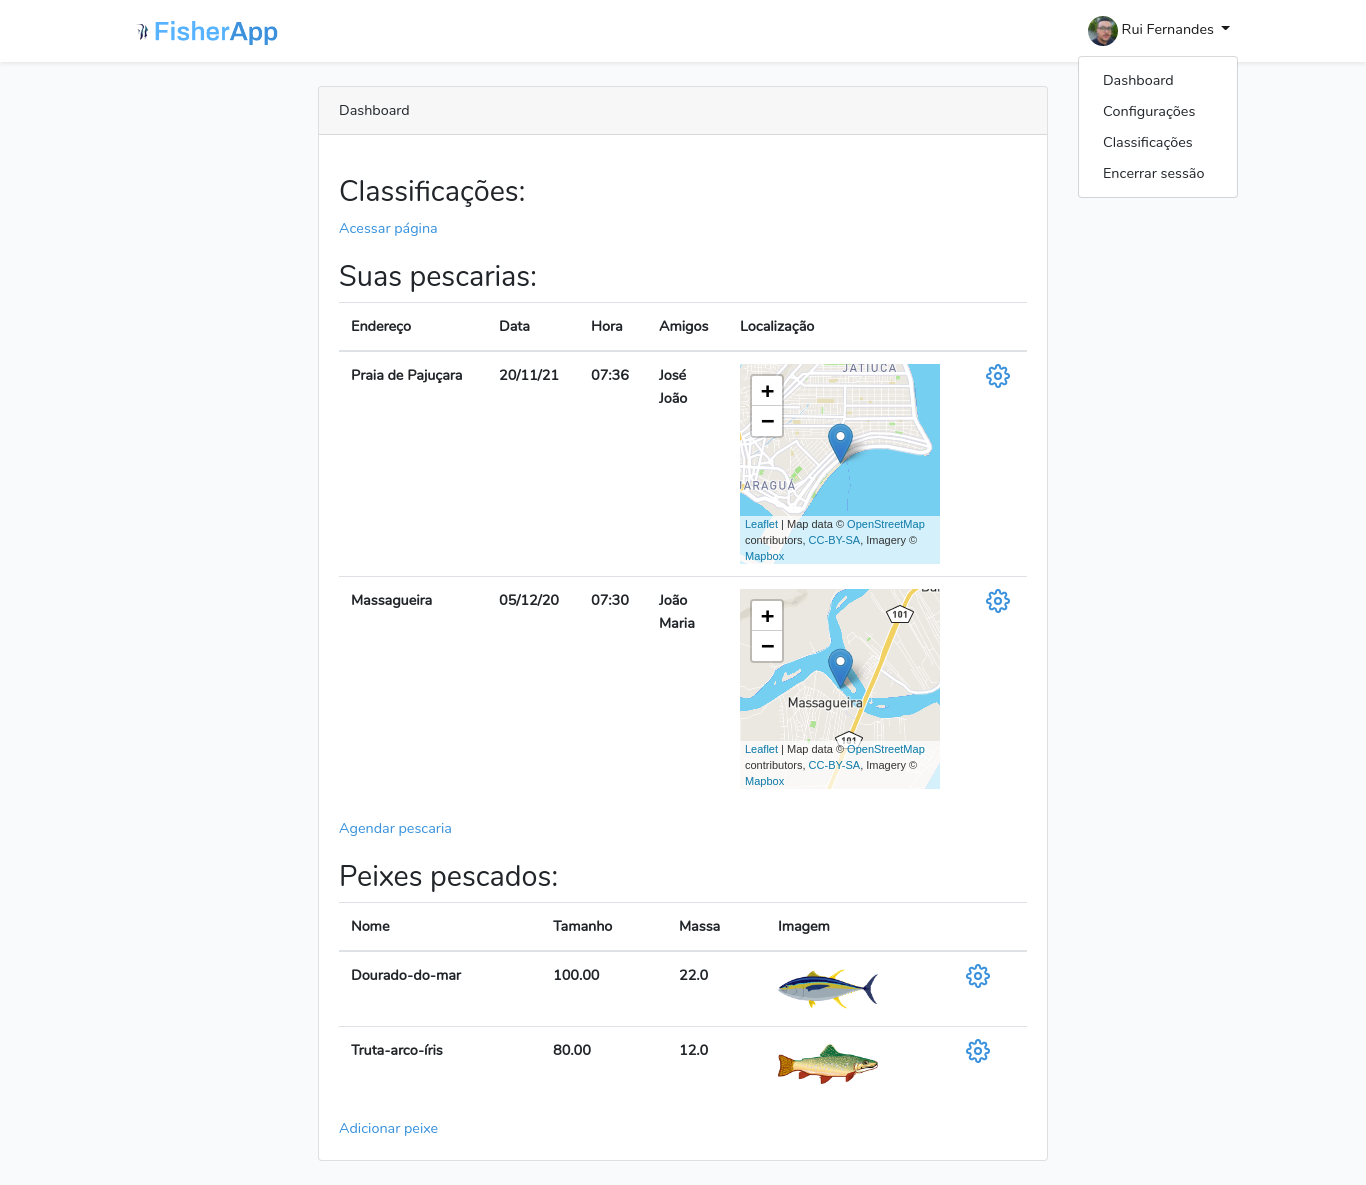 FisherApp
Rui Fernandes
Dashboard
Configurações
Classificações
Encerrar sessão
Dashboard
Classificações:
Acessar página
Suas pescarias:
Endereço Data Hora Amigos Localização
Praia de Pajuçara 20/11/21 07:36 José
João
JATIÚCA
+
−
JARAGUÁ
Leaflet | Map data © OpenStreetMap
contributors, CC-BY-SA, Imagery ©
Mapbox
Massagueira 05/12/20 07:30 João
Maria
+
−
101
Massagueira
101
Leaflet | Map data © OpenStreetMap
contributors, CC-BY-SA, Imagery ©
Mapbox
Agendar pescaria
Peixes pescados:
Nome Tamanho Massa Imagem
Dourado-do-mar 100.00 22.0
Truta-arco-íris 80.00 12.0
Adicionar peixe